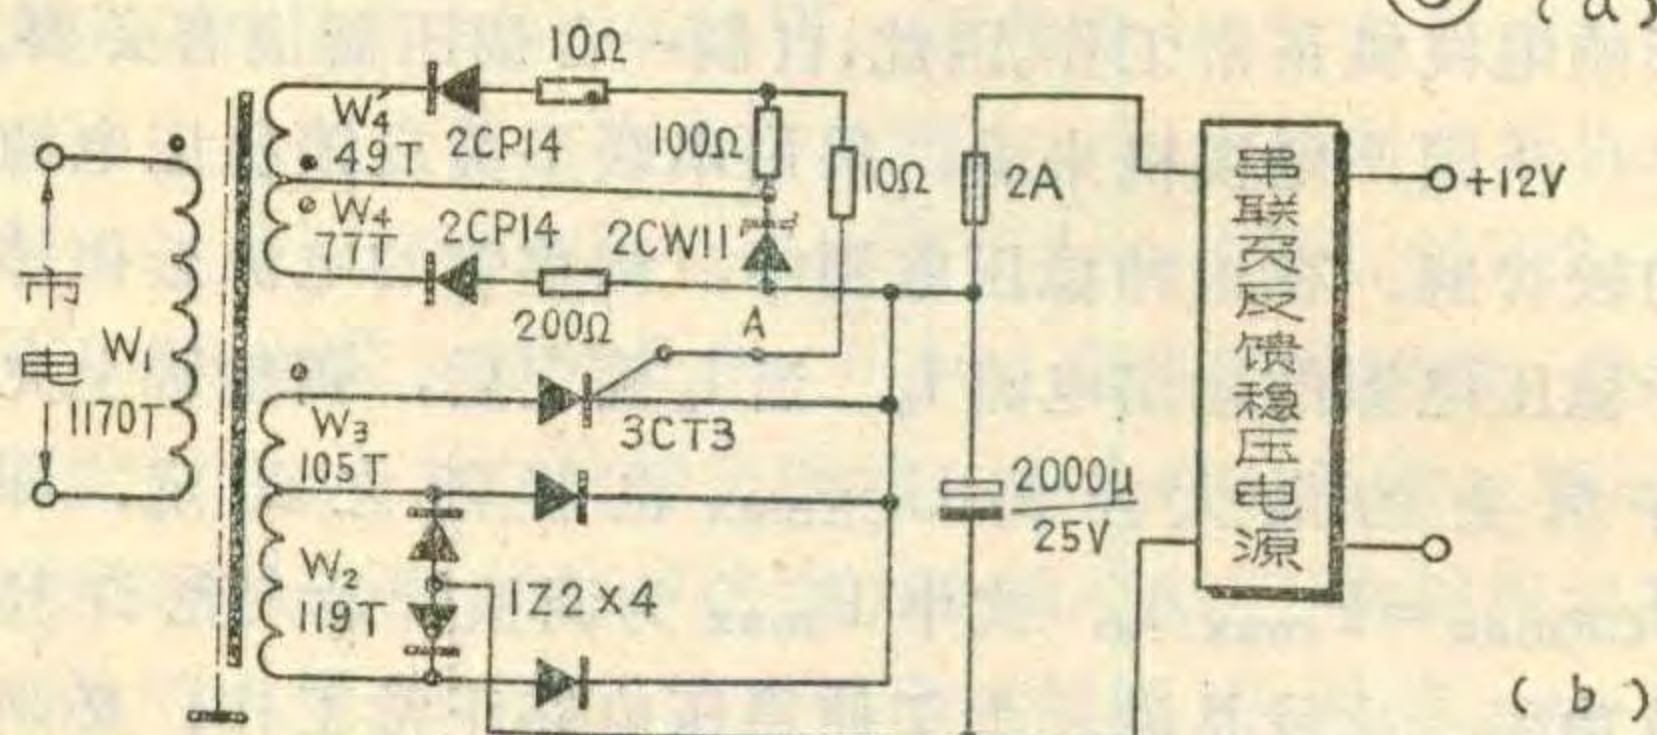 (a)
10Ω
W₄′
49T
2CP14
100Ω
10Ω
2A
+12V
W₄
77T
2CP14
2CW11
200Ω
A
市电
W₁
1170T
W₃
105T
3CT3
W₂
119T
1Z2×4
2000μ
25V
串联负反馈稳压电源
(b)